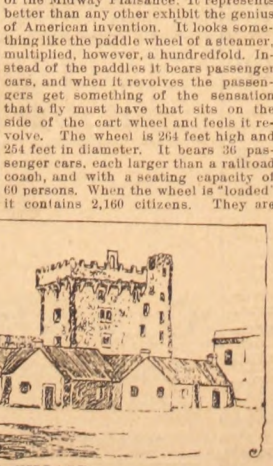 of the Midway Plaisance. It represents
better than any other exhibit the genius
of American invention. It looks some-
thing like the paddle wheel of a steamer,
multiplied, however, a hundredfold. In-
stead of the paddles it bears passenger
cars, and when it revolves the passen-
gers get something of the sensation
that a fly must have that sits on the
side of the cart wheel and feels it re-
volve. The wheel is 264 feet high and
254 feet in diameter. It bears 36 pas-
senger cars, each larger than a railroad
coach, and with a seating capacity of
60 persons. When the wheel is "loaded"
it contains 2,160 citizens. They are